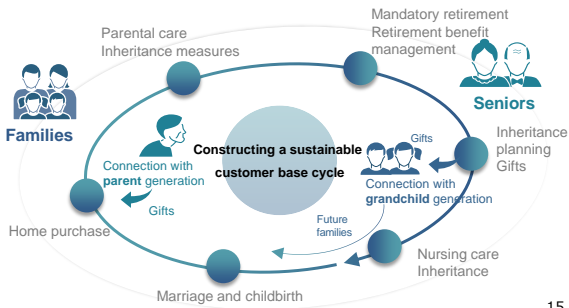 Mandatory retirement
Retirement benefit
management
Parental care
Inheritance measures
Families
Seniors
Constructing a sustainable
customer base cycle
Gifts
Inheritance
planning
Gifts
Connection with
parent generation
Connection with
grandchild generation
Gifts
Future
families
Home purchase
Nursing care
Inheritance
Marriage and childbirth
15